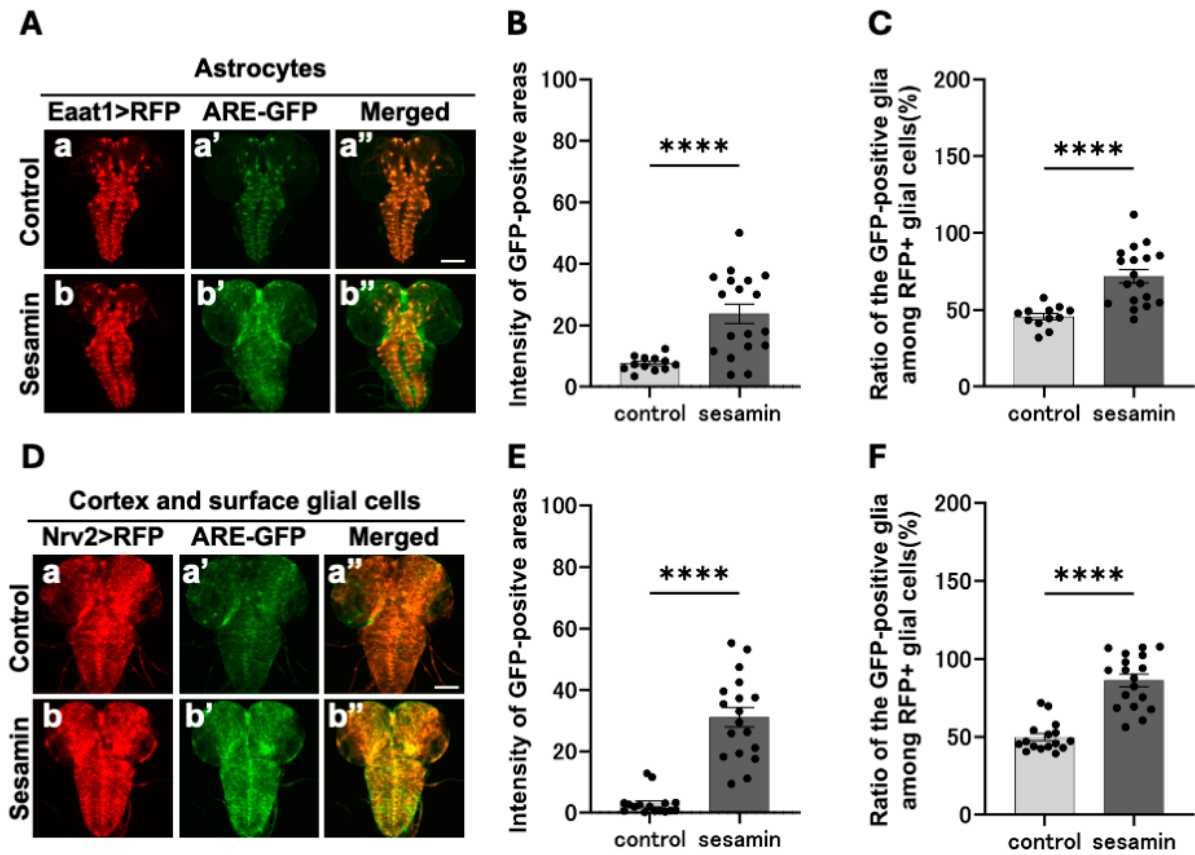 A
Astrocytes
Eaat1>RFP ARE-GFP Merged
Control
a a’ a”
Sesamin
b b’ b”
B
Intensity of GFP-positve areas
100
80
60
40
20
0
****
control sesamin
C
Ratio of the GFP-positive glia
among RFP+ glial cells(%)
200
150
100
50
0
****
control sesamin
D
Cortex and surface glial cells
Nrv2>RFP ARE-GFP Merged
Control
a a’ a”
Sesamin
b b’ b”
E
Intensity of GFP-positve areas
100
80
60
40
20
0
****
control sesamin
F
Ratio of the GFP-positive glia
among RFP+ glial cells(%)
200
150
100
50
0
****
control sesamin